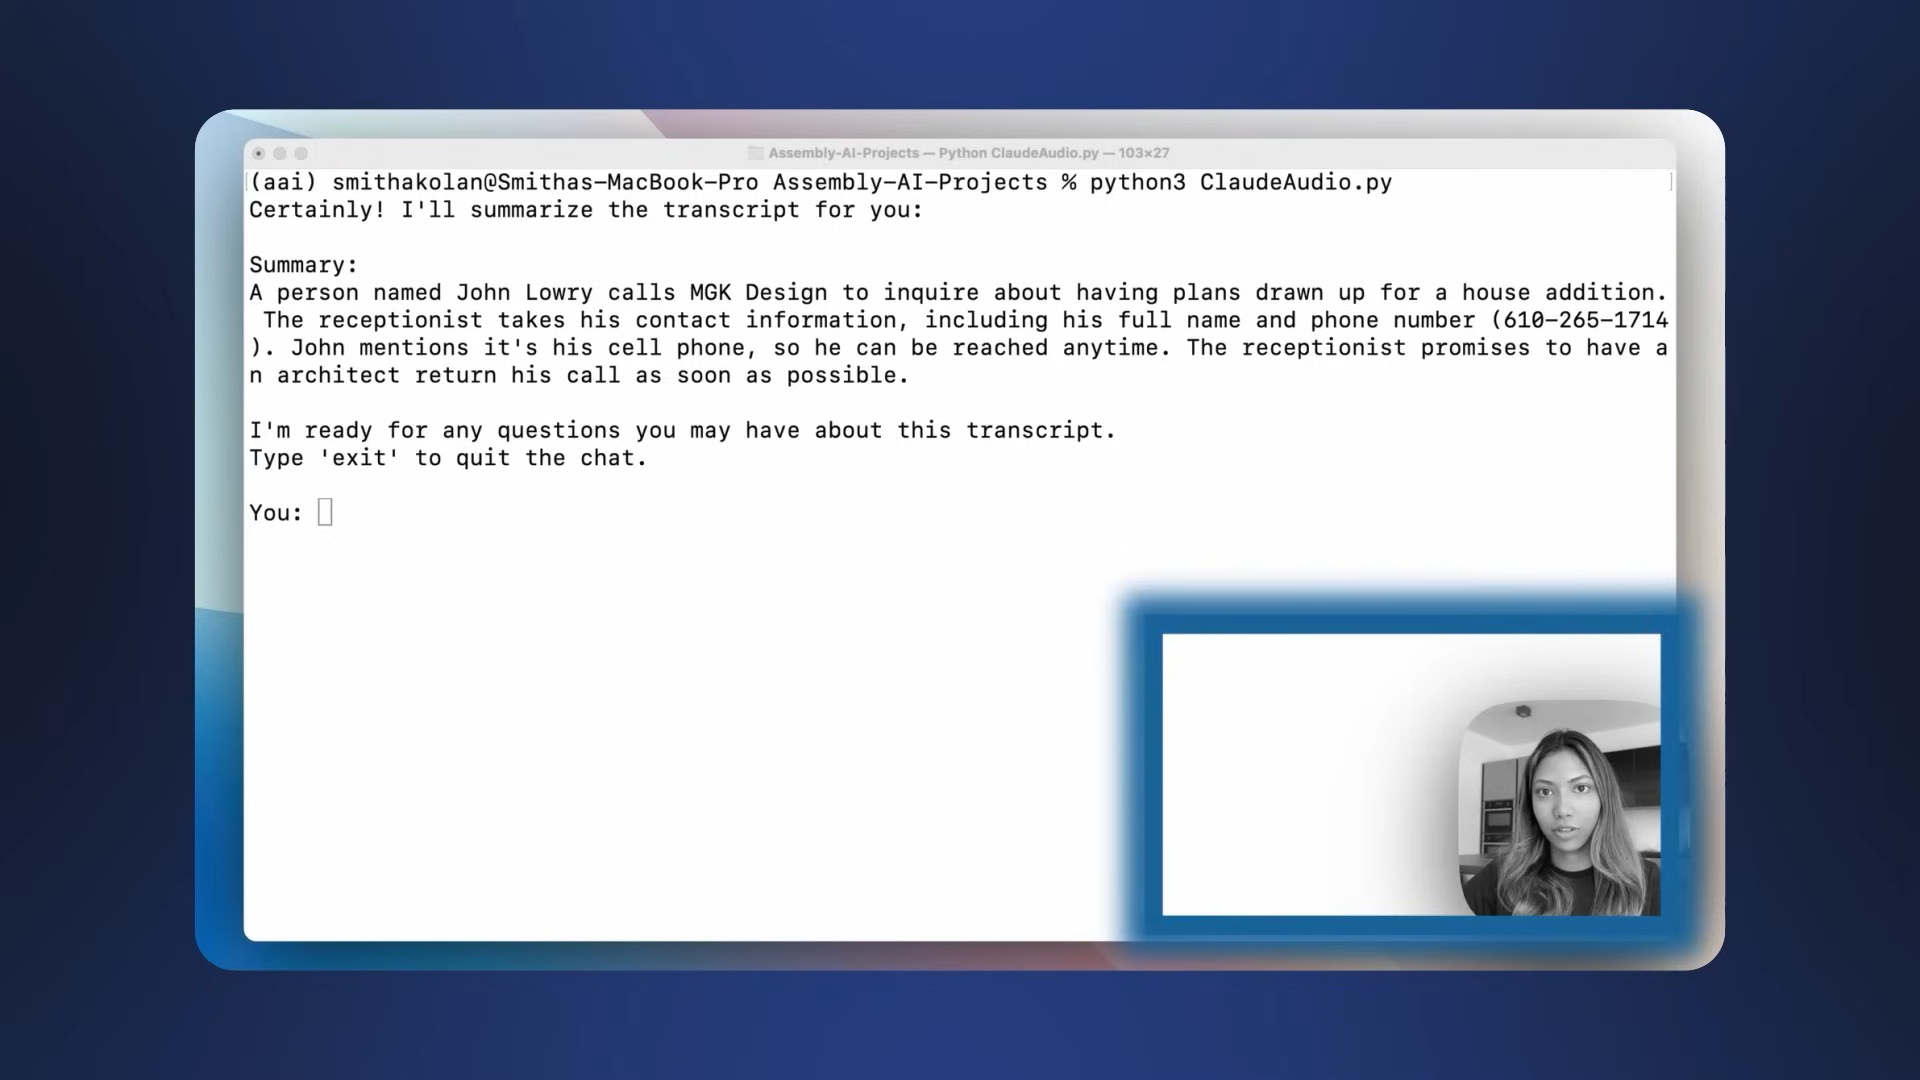 Assembly-AI-Projects — Python ClaudeAudio.py — 103×27
(aai) smithakolan@Smithas-MacBook-Pro Assembly-AI-Projects % python3 ClaudeAudio.py
Certainly! I'll summarize the transcript for you:
Summary:
A person named John Lowry calls MGK Design to inquire about having plans drawn up for a house addition.
The receptionist takes his contact information, including his full name and phone number (610-265-1714
). John mentions it's his cell phone, so he can be reached anytime. The receptionist promises to have a
n architect return his call as soon as possible.
I'm ready for any questions you may have about this transcript.
Type 'exit' to quit the chat.
You: